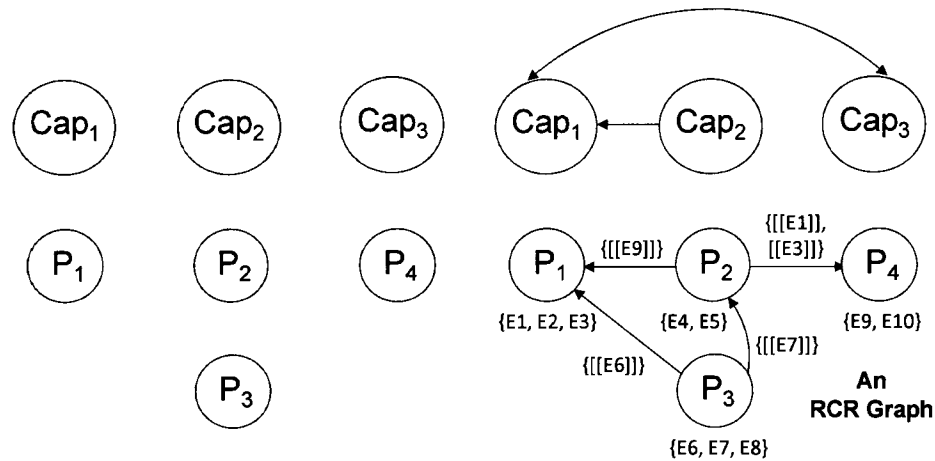 Cap₁ Cap₂ Cap₃ Cap₁ Cap₂ Cap₃
{[[E1]],
{[[E9]]} [[E3]]}
P₁ P₂ P₄ P₁ P₂ P₄
{E1, E2, E3} {E4, E5} {E9, E10}
{[[E6]]} {[[E7]]}
P₃ P₃
An
RCR Graph
{E6, E7, E8}